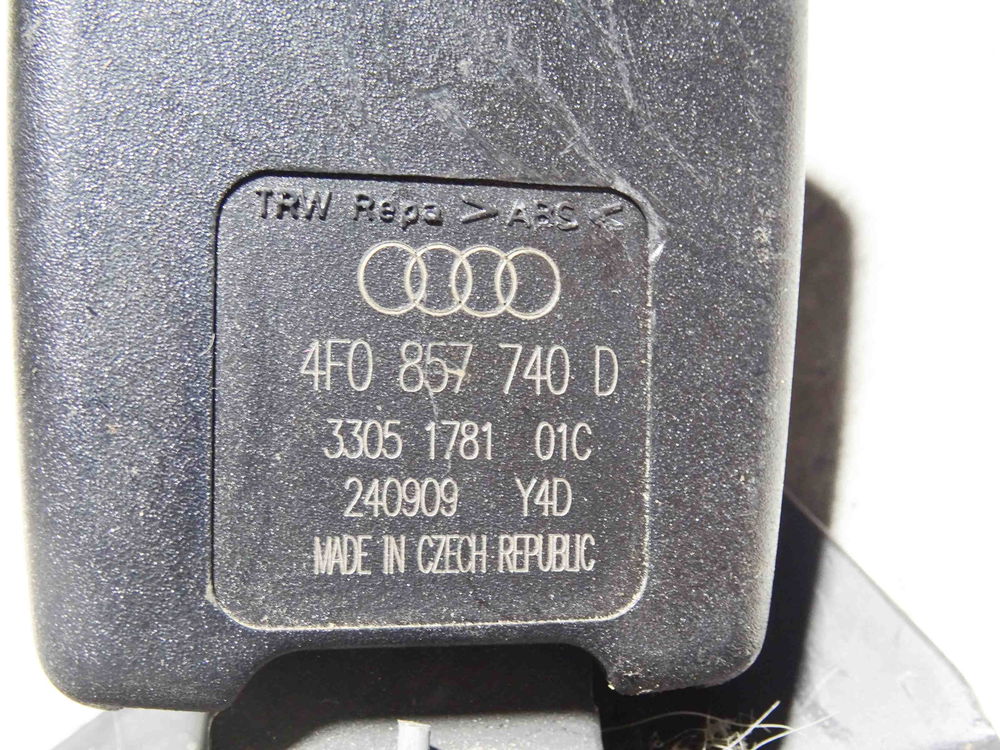 TRW Repa >ABS<
4F0 857 740 D
3305 1781 01C
240909 Y4D
MADE IN CZECH REPUBLIC